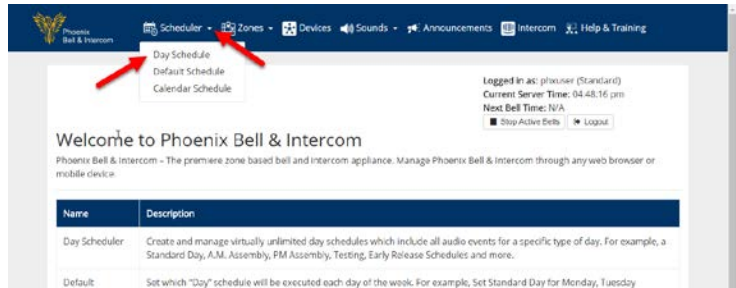 Phoenix
Bell & Intercom
Scheduler
Zones
Devices
Sounds
Announcements
Intercom
Help & Training
Day Schedule
Default Schedule
Calendar Schedule
Logged in as: phxuser (Standard)
Current Server Time: 04:48:16 pm
Next Bell Time: N/A
Stop Active Bells
Logout
Welcome to Phoenix Bell & Intercom
Phoenix Bell & Intercom – The premiere zone based bell and intercom appliance. Manage Phoenix Bell & Intercom through any web browser or
mobile device.
Name
Description
Day Scheduler
Create and manage virtually unlimited day schedules which include all audio events for a specific type of day. For example, a
Standard Day, A.M. Assembly, PM Assembly, Testing, Early Release Schedules and more.
Default
Set which "Day" schedule will be executed each day of the week. For example, Set Standard Day for Monday, Tuesday